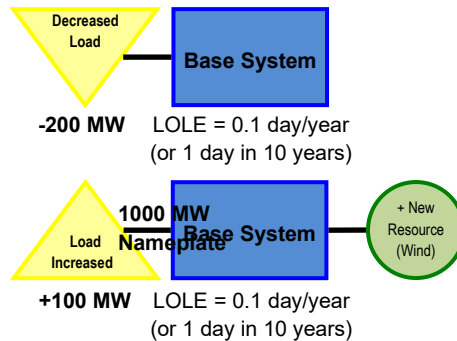 Decreased
Load
Base System
-200 MW
LOLE = 0.1 day/year
(or 1 day in 10 years)
1000 MW
Nameplate
Base System
Load
Increased
+ New
Resource
(Wind)
+100 MW
LOLE = 0.1 day/year
(or 1 day in 10 years)